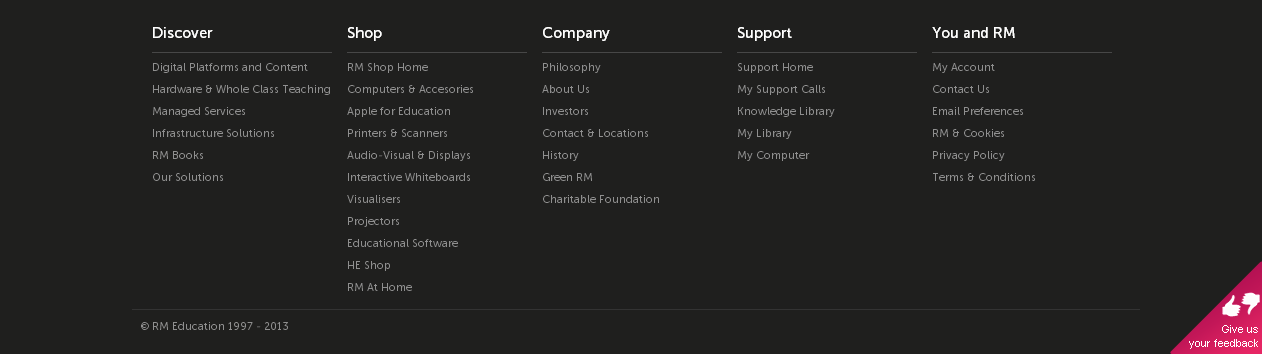 Discover
Digital Platforms and Content
Hardware & Whole Class Teaching
Managed Services
Infrastructure Solutions
RM Books
Our Solutions
Shop
RM Shop Home
Computers & Accesories
Apple for Education
Printers & Scanners
Audio-Visual & Displays
Interactive Whiteboards
Visualisers
Projectors
Educational Software
HE Shop
RM At Home
Company
Philosophy
About Us
Investors
Contact & Locations
History
Green RM
Charitable Foundation
Support
Support Home
My Support Calls
Knowledge Library
My Library
My Computer
You and RM
My Account
Contact Us
Email Preferences
RM & Cookies
Privacy Policy
Terms & Conditions
© RM Education 1997 - 2013
Give us
your feedback